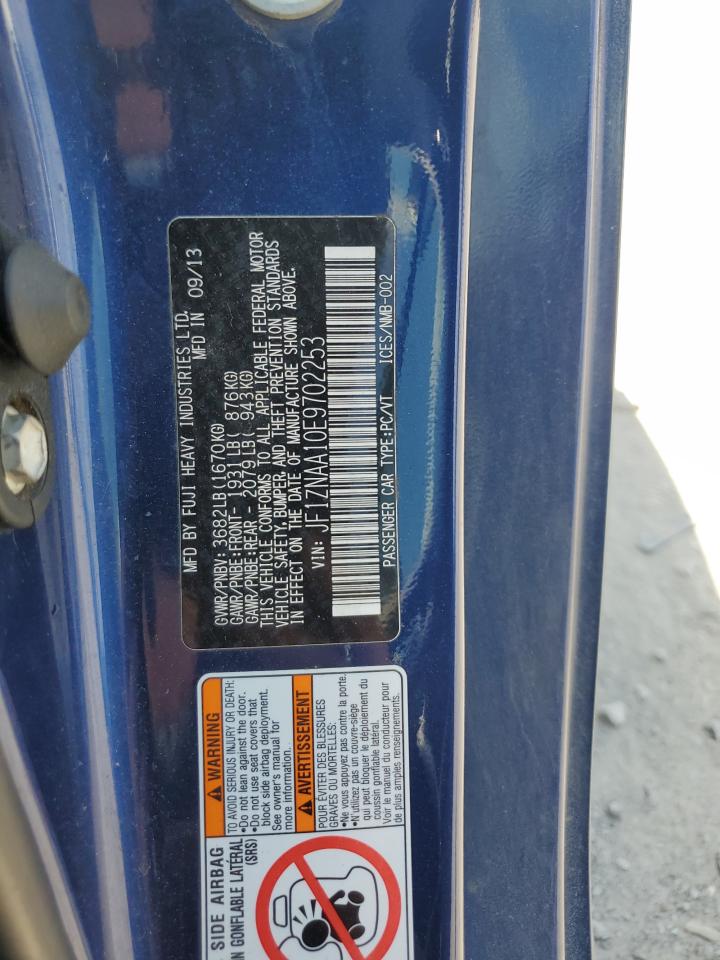 MFD BY FUJI HEAVY INDUSTRIES LTD.
MFD IN 09/13
GVWR/PNBV: 3682LB(1670KG)
GAWR/PNBE:FRONT- 1931LB( 876KG)
GAWR/PNBE:REAR - 2079LB( 943KG)
THIS VEHICLE CONFORMS TO ALL APPLICABLE FEDERAL MOTOR
VEHICLE SAFETY,BUMPER, AND THEFT PREVENTION STANDARDS
IN EFFECT ON THE DATE OF MANUFACTURE SHOWN ABOVE.
VIN: JF1ZNAA10E9702253
PASSENGER CAR TYPE:PC/VT ICES/NMB-002
SIDE AIRBAG
GONFLABLE LATÉRAL
(SRS)
WARNING
TO AVOID SERIOUS INJURY OR DEATH:
•Do not lean against the door.
•Do not use seat covers that
block side airbag deployment.
See owner's manual for
more information.
AVERTISSEMENT
POUR ÉVITER DES BLESSURES
GRAVES OU MORTELLES:
•Ne vous appuyez pas contre la porte.
•N'utilizez pas un couvre-siège
qui peut bloquer le déploiement du
coussin gonflable latéral.
Voir le manuel du conducteur pour
de plus amples renseignements.